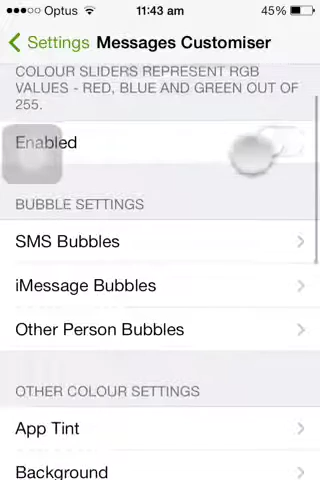 Optus 11:43 am 45%
Settings Messages Customiser
COLOUR SLIDERS REPRESENT RGB
VALUES - RED, BLUE AND GREEN OUT OF
255.
Enabled
BUBBLE SETTINGS
SMS Bubbles
iMessage Bubbles
Other Person Bubbles
OTHER COLOUR SETTINGS
App Tint
Background